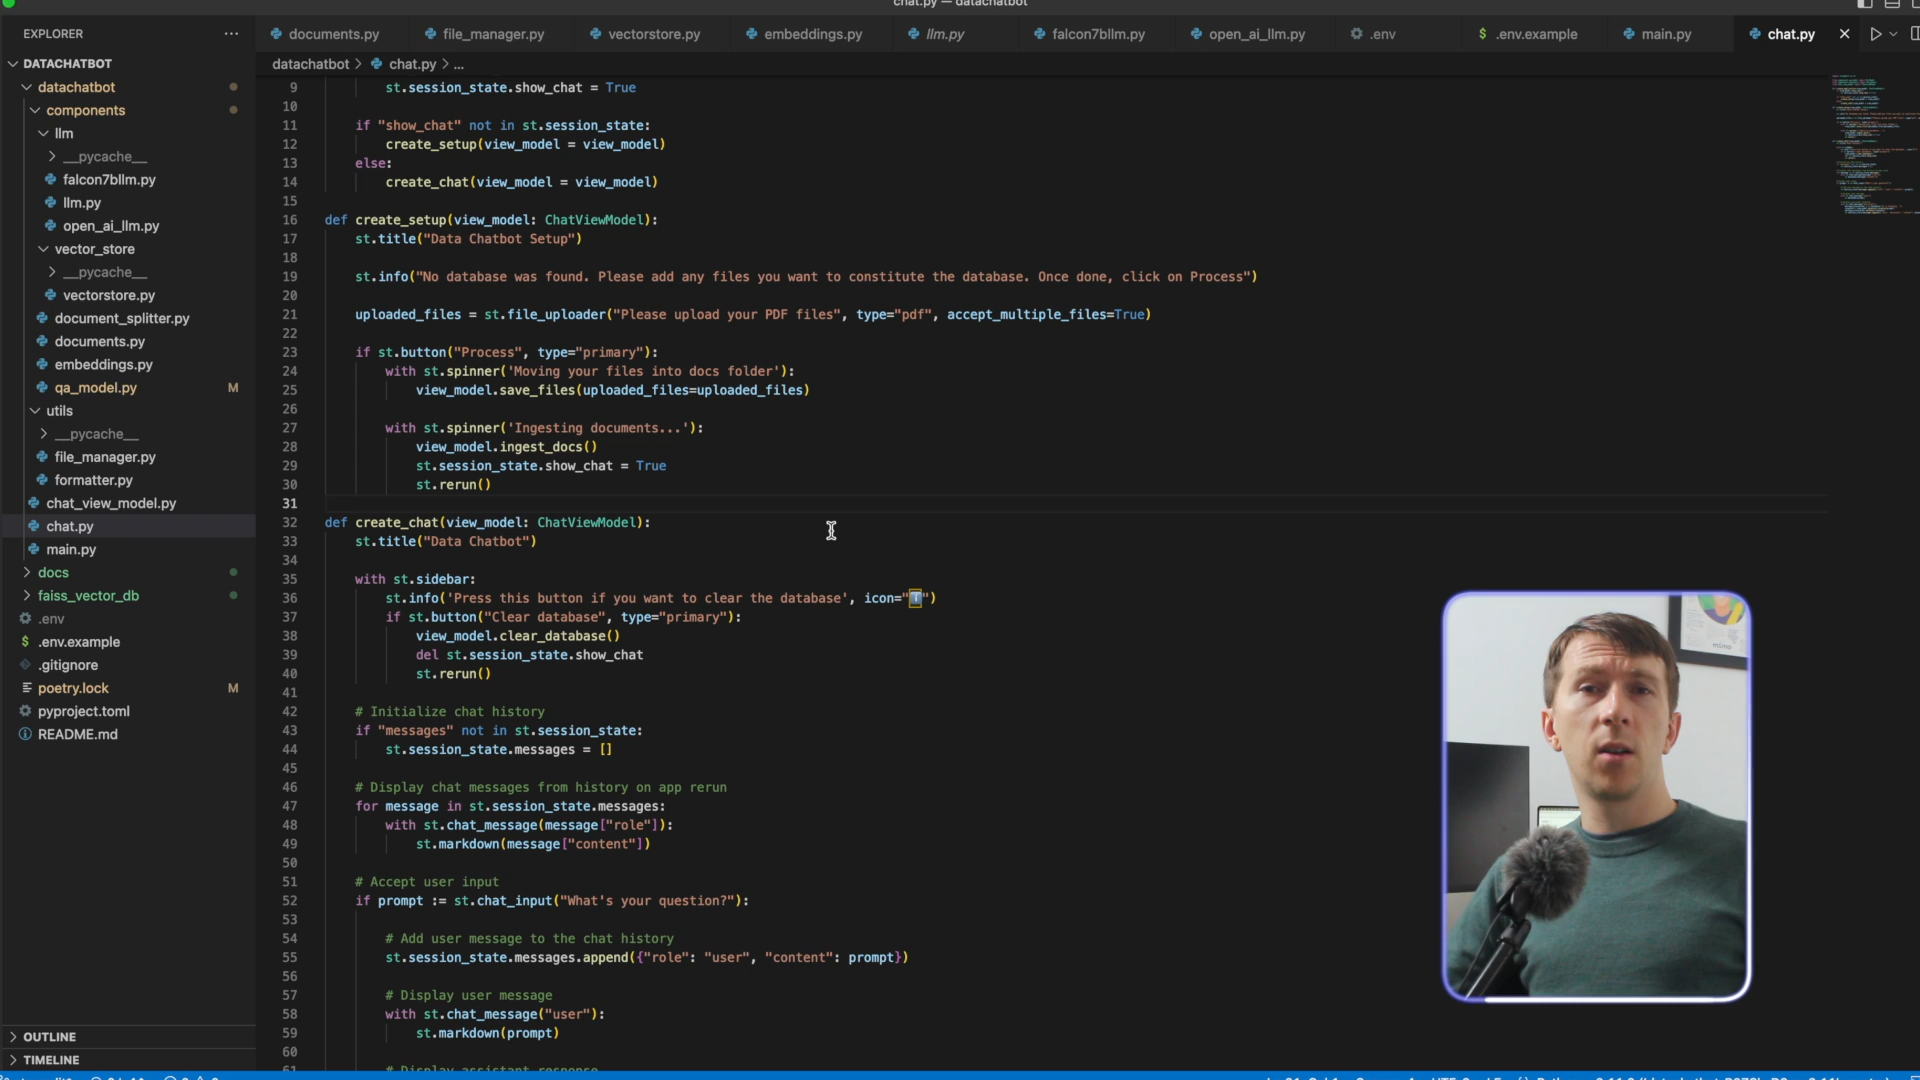 chat.py — datachatbot
EXPLORER
DATACHATBOT
datachatbot
components
llm
__pycache__
falcon7bllm.py
llm.py
open_ai_llm.py
vector_store
__pycache__
vectorstore.py
document_splitter.py
documents.py
embeddings.py
qa_model.py M
utils
__pycache__
file_manager.py
formatter.py
chat_view_model.py
chat.py
main.py
docs
faiss_vector_db
.env
$ .env.example
.gitignore
poetry.lock M
pyproject.toml
README.md
OUTLINE
TIMELINE
documents.py file_manager.py vectorstore.py embeddings.py llm.py falcon7bllm.py open_ai_llm.py .env $ .env.example main.py chat.py
datachatbot > chat.py > ...
9 st.session_state.show_chat = True
10
11 if "show_chat" not in st.session_state:
12 create_setup(view_model = view_model)
13 else:
14 create_chat(view_model = view_model)
15
16 def create_setup(view_model: ChatViewModel):
17 st.title("Data Chatbot Setup")
18
19 st.info("No database was found. Please add any files you want to constitute the database. Once done, click on Process")
20
21 uploaded_files = st.file_uploader("Please upload your PDF files", type="pdf", accept_multiple_files=True)
22
23 if st.button("Process", type="primary"):
24 with st.spinner('Moving your files into docs folder'):
25 view_model.save_files(uploaded_files=uploaded_files)
26
27 with st.spinner('Ingesting documents...'):
28 view_model.ingest_docs()
29 st.session_state.show_chat = True
30 st.rerun()
31
32 def create_chat(view_model: ChatViewModel):
33 st.title("Data Chatbot")
34
35 with st.sidebar:
36 st.info('Press this button if you want to clear the database', icon="ℹ️")
37 if st.button("Clear database", type="primary"):
38 view_model.clear_database()
39 del st.session_state.show_chat
40 st.rerun()
41
42 # Initialize chat history
43 if "messages" not in st.session_state:
44 st.session_state.messages = []
45
46 # Display chat messages from history on app rerun
47 for message in st.session_state.messages:
48 with st.chat_message(message["role"]):
49 st.markdown(message["content"])
50
51 # Accept user input
52 if prompt := st.chat_input("What's your question?"):
53
54 # Add user message to the chat history
55 st.session_state.messages.append({"role": "user", "content": prompt})
56
57 # Display user message
58 with st.chat_message("user"):
59 st.markdown(prompt)
60
61 # Display assistant response
mimo